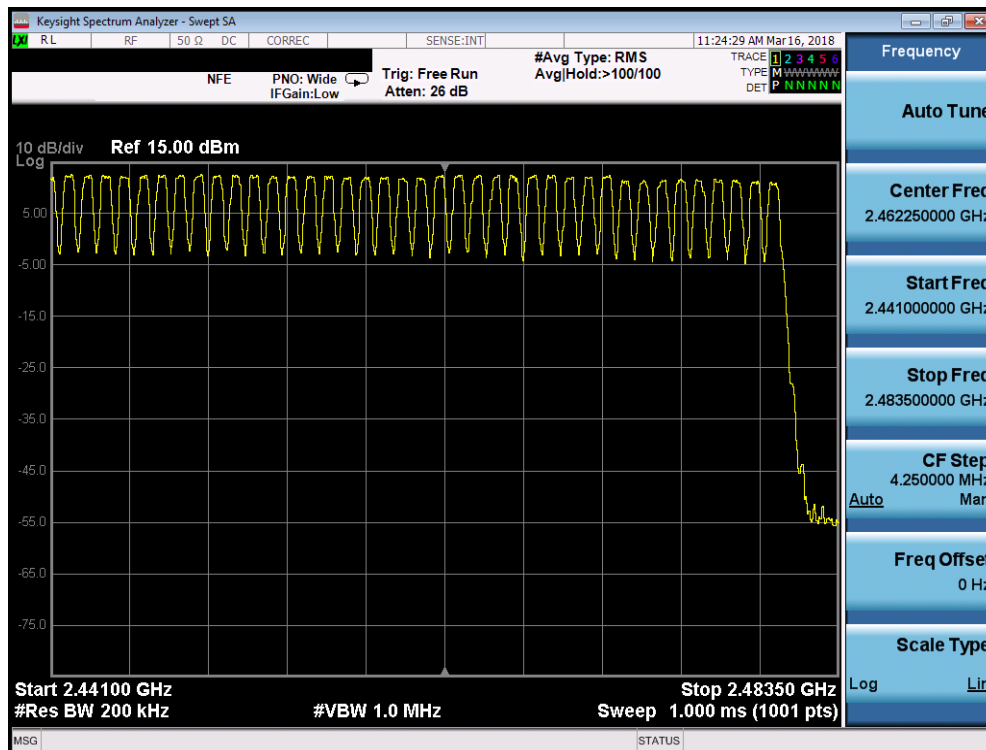 Keysight Spectrum Analyzer - Swept SA
LXI RL RF 50 Ω DC CORREC SENSE:INT 11:24:29 AM Mar 16, 2018
NFE PNO: Wide Trig: Free Run #Avg Type: RMS TRACE 1 2 3 4 5 6
IFGain:Low Atten: 26 dB Avg|Hold:>100/100 TYPE M W W W W W
DET P N N N N N
10 dB/div Ref 15.00 dBm
Log
5.00
-5.00
-15.0
-25.0
-35.0
-45.0
-55.0
-65.0
-75.0
Start 2.44100 GHz Stop 2.48350 GHz
#Res BW 200 kHz #VBW 1.0 MHz Sweep 1.000 ms (1001 pts)
MSG STATUS
Frequency
Auto Tune
Center Freq
2.462250000 GHz
Start Freq
2.441000000 GHz
Stop Freq
2.483500000 GHz
CF Step
4.250000 MHz
Auto Man
Freq Offset
0 Hz
Scale Type
Log Lin